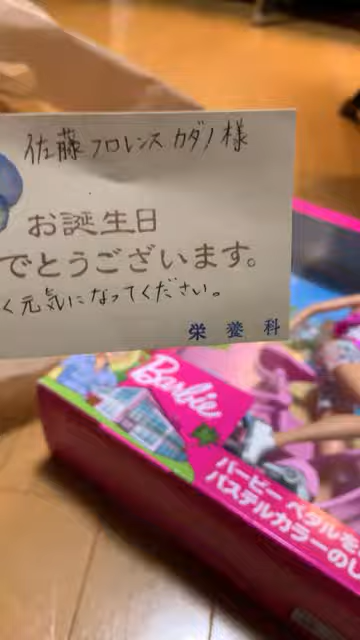 佐藤 フロレンス カダノ 様
お誕生日
でとうございます。
く元気になってください。
栄養科
Barbie
バービー ペダルを
パステルカラーのし